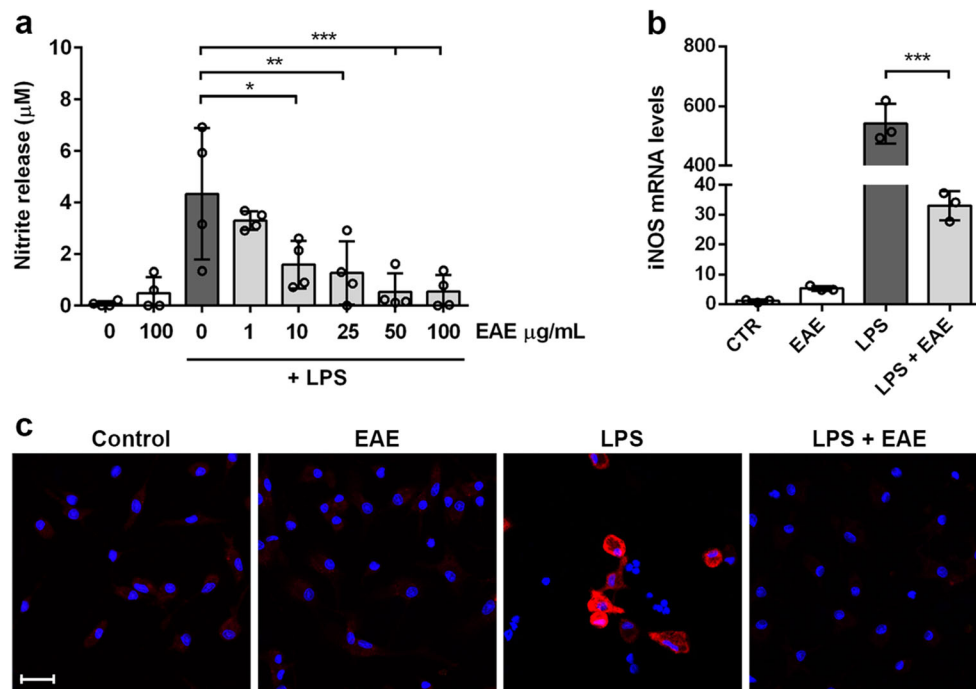 a
Nitrite release (µM)
10
8
6
4
2
0
***
**
*
0 100 0 1 10 25 50 100 EAE µg/mL
+ LPS
b
iNOS mRNA levels
800
600
400
200
40
30
20
10
0
***
CTR
EAE
LPS
LPS + EAE
c
Control EAE LPS LPS + EAE